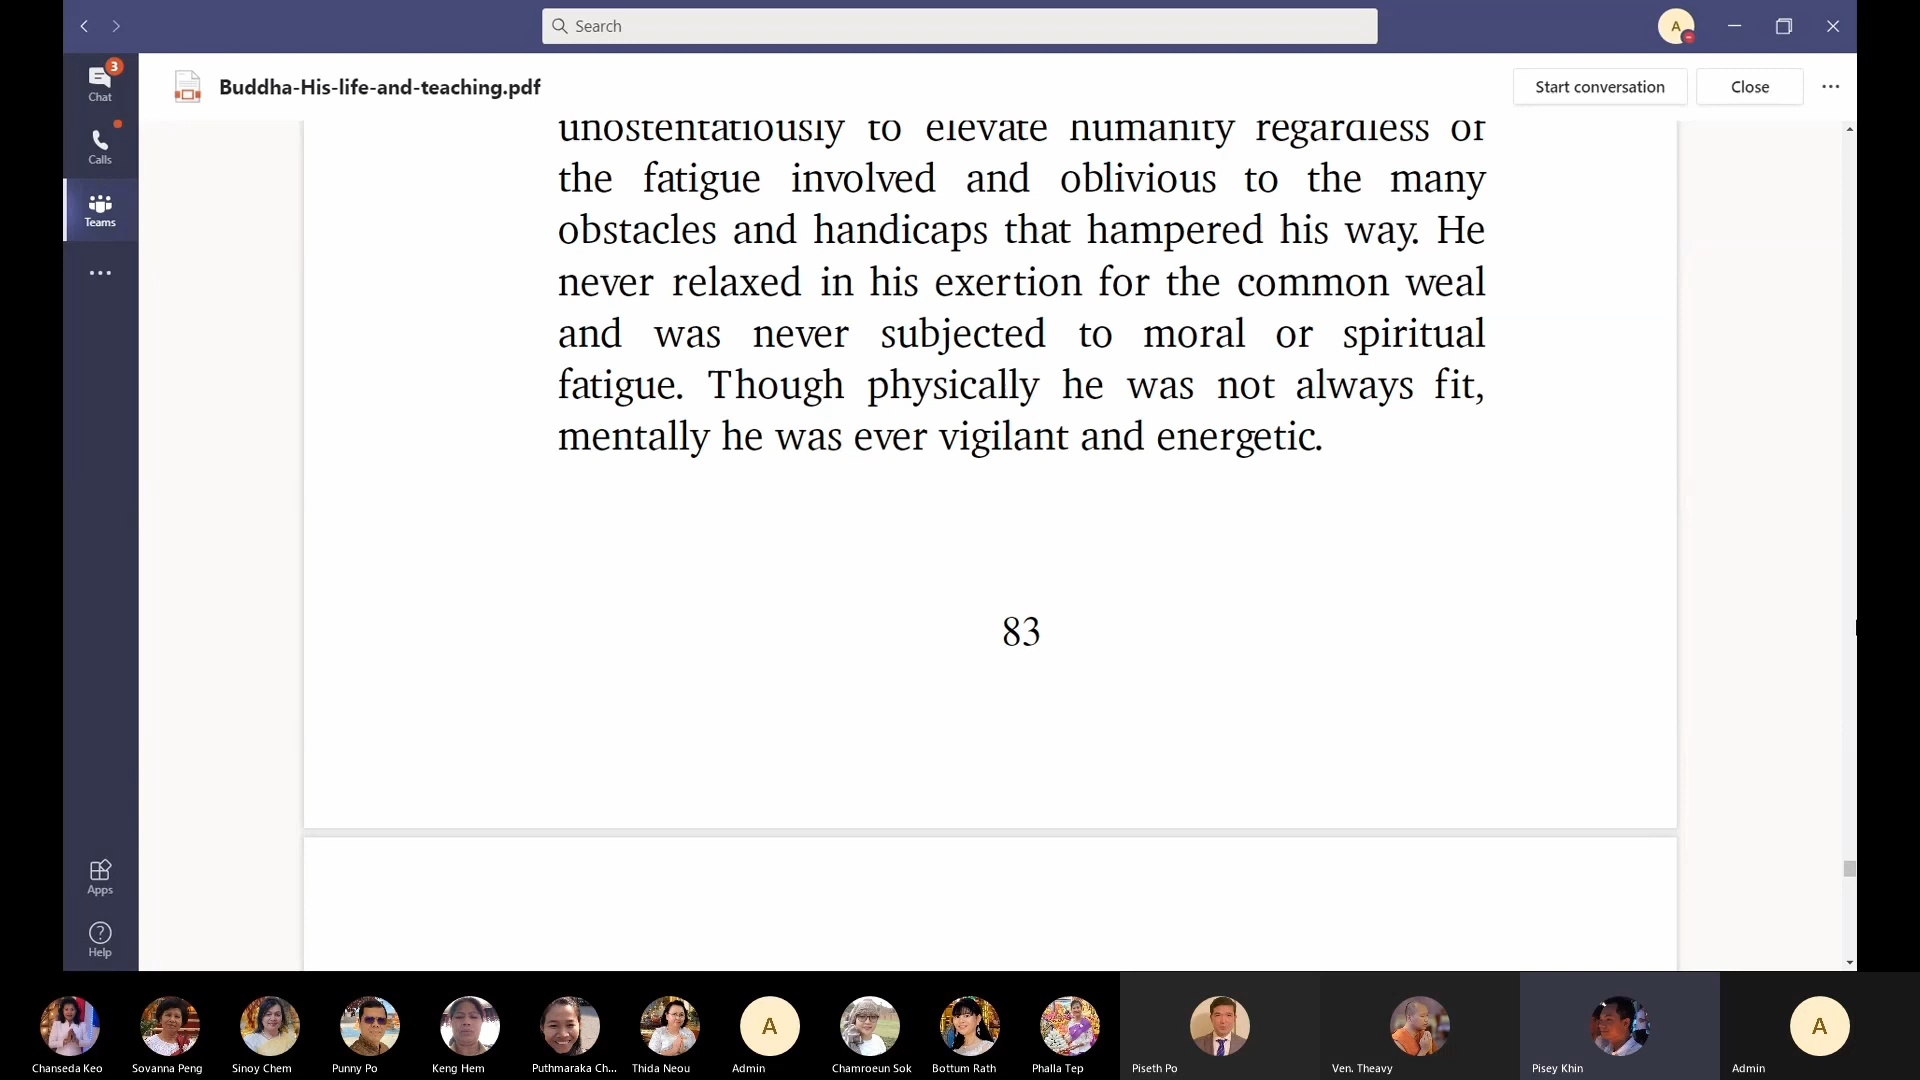 Search
A
3
Chat
Calls
Teams
Apps
Help
Buddha-His-life-and-teaching.pdf
Start conversation
Close
unostentatiously to elevate humanity regardless of
the fatigue involved and oblivious to the many
obstacles and handicaps that hampered his way. He
never relaxed in his exertion for the common weal
and was never subjected to moral or spiritual
fatigue. Though physically he was not always fit,
mentally he was ever vigilant and energetic.
83
A
A
Chanseda Keo
Sovanna Peng
Sinoy Chem
Punny Po
Keng Hem
Puthmaraka Ch...
Thida Neou
Admin
Chamroeun Sok
Bottum Rath
Phalla Tep
Piseth Po
Ven. Theavy
Pisey Khin
Admin